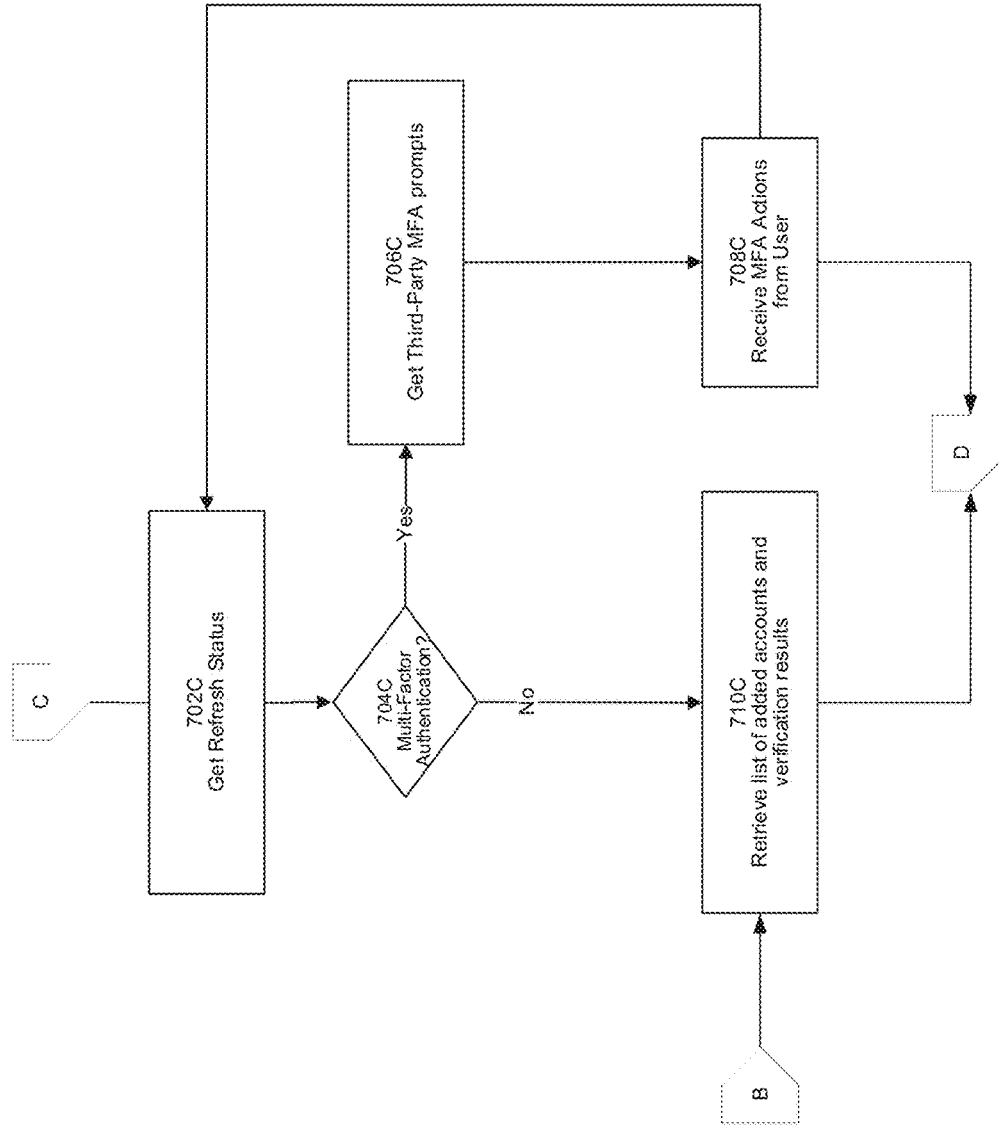 C
702C
Get Refresh Status
704C
Multi-Factor
Authentication?
Yes
706C
Get Third-Party MFA prompts
No
708C
Receive MFA Actions
from User
710C
Retrieve list of added accounts and
verification results
B
D